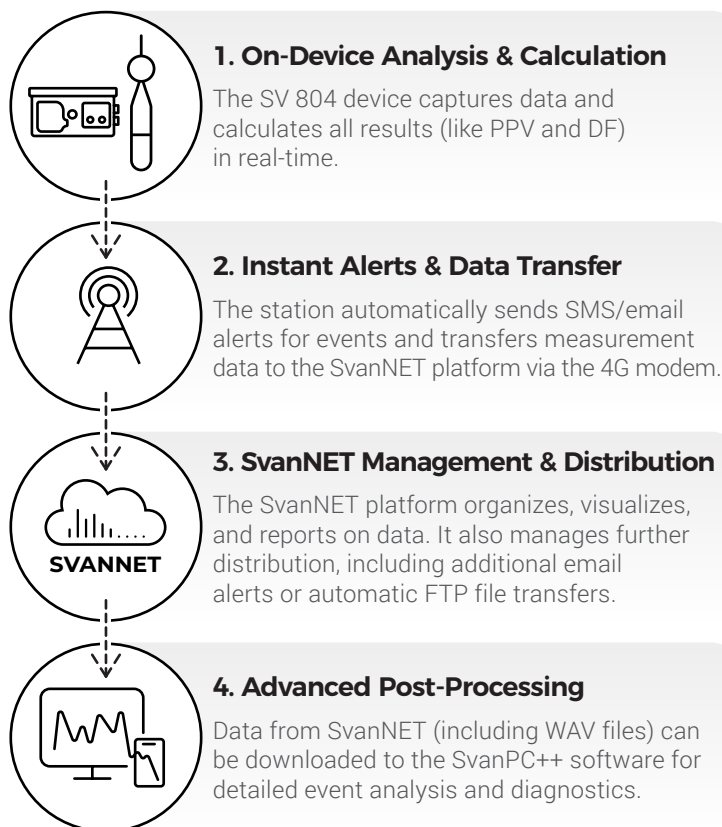 1. On-Device Analysis & Calculation
The SV 804 device captures data and
calculates all results (like PPV and DF)
in real-time.
2. Instant Alerts & Data Transfer
The station automatically sends SMS/email
alerts for events and transfers measurement
data to the SvanNET platform via the 4G modem.
3. SvanNET Management & Distribution
The SvanNET platform organizes, visualizes,
and reports on data. It also manages further
distribution, including additional email
alerts or automatic FTP file transfers.
SVANNET
4. Advanced Post-Processing
Data from SvanNET (including WAV files) can
be downloaded to the SvanPC++ software for
detailed event analysis and diagnostics.